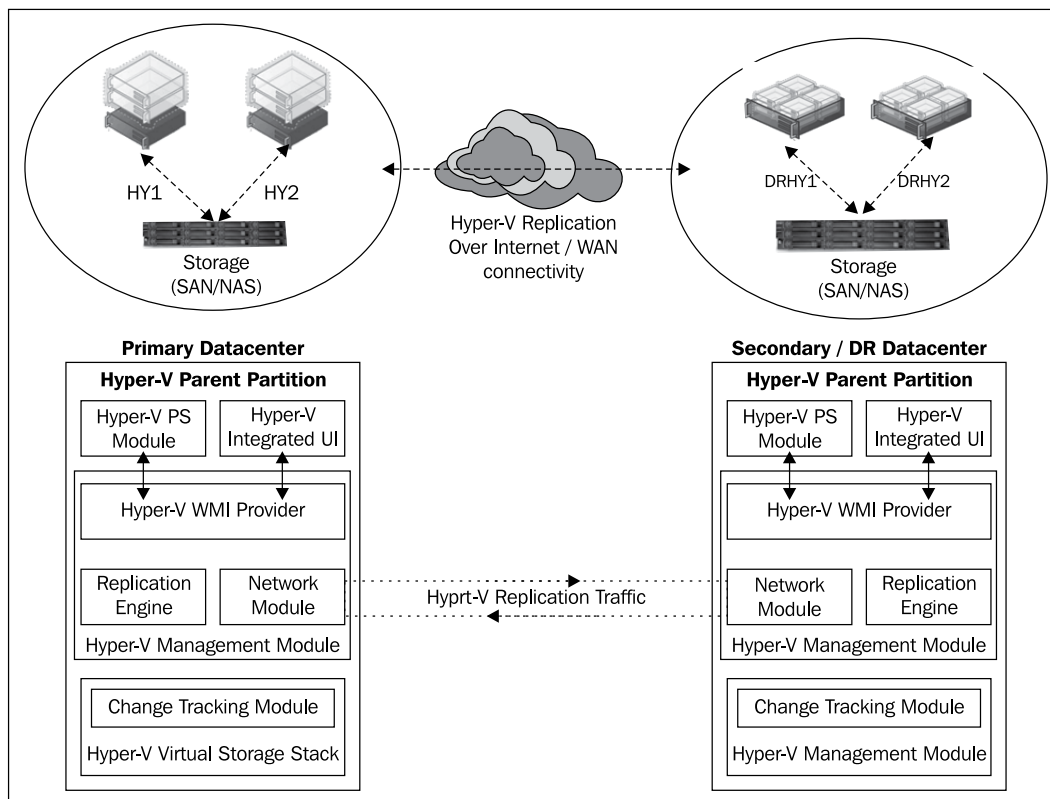 HY1
HY2
Storage
(SAN/NAS)
Hyper-V Replication
Over Internet / WAN
connectivity
DRHY1
DRHY2
Storage
(SAN/NAS)
Primary Datacenter
Hyper-V Parent Partition
Hyper-V PS
Module
Hyper-V
Integrated UI
Hyper-V WMI Provider
Replication
Engine
Network
Module
Hyper-V Management Module
Change Tracking Module
Hyper-V Virtual Storage Stack
Hyprt-V Replication Traffic
Secondary / DR Datacenter
Hyper-V Parent Partition
Hyper-V PS
Module
Hyper-V
Integrated UI
Hyper-V WMI Provider
Network
Module
Replication
Engine
Hyper-V Management Module
Change Tracking Module
Hyper-V Management Module